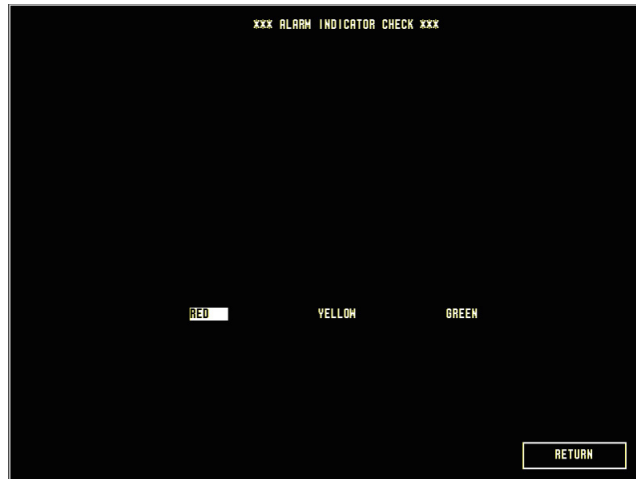 *** ALARM INDICATOR CHECK ***
RED YELLOW GREEN
RETURN